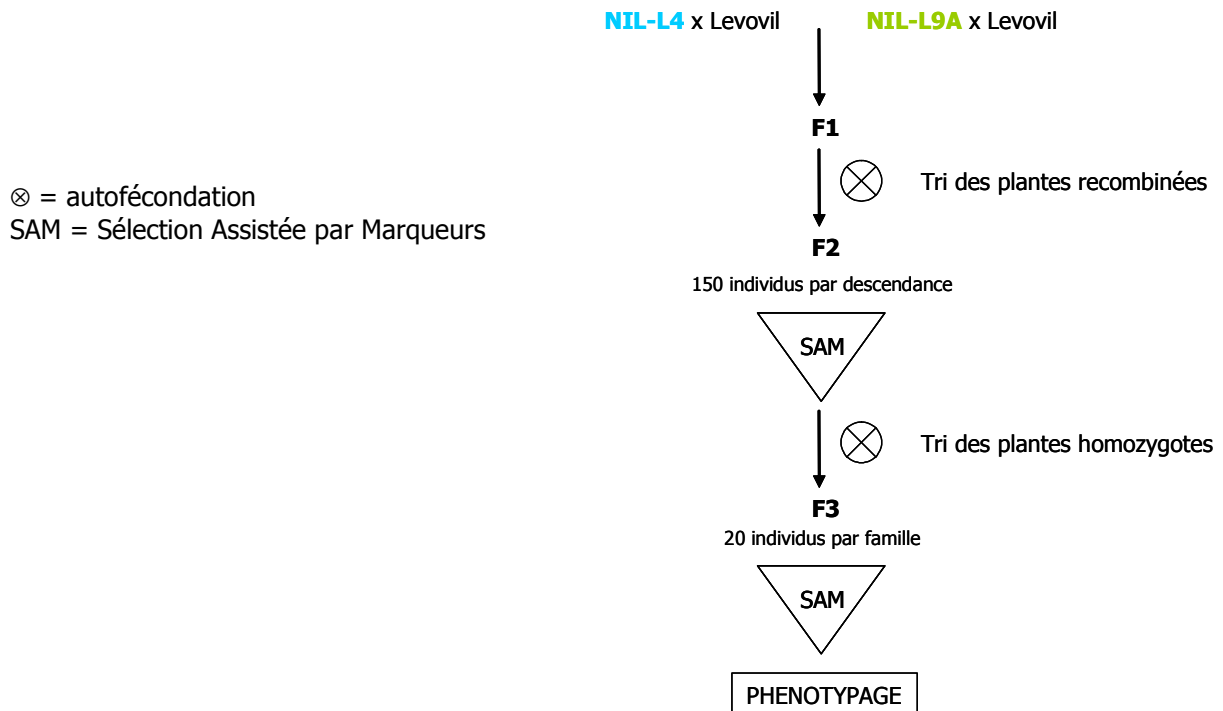 NIL-L4 x Levovil
NIL-L9A x Levovil
F1
Tri des plantes recombinées
⊗ = autofécondation
SAM = Sélection Assistée par Marqueurs
F2
150 individus par descendance
SAM
Tri des plantes homozygotes
F3
20 individus par famille
SAM
PHENOTYPAGE